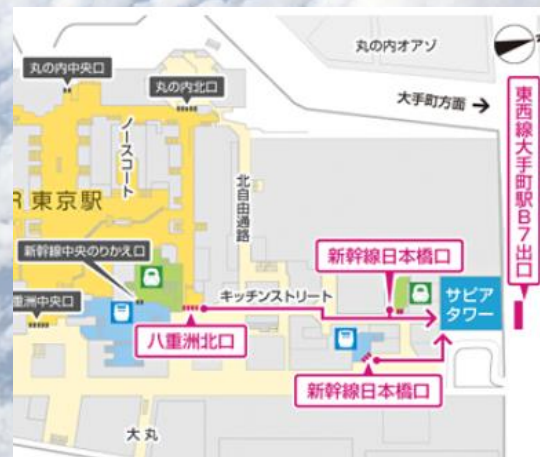 丸の内オアゾ
丸の内中央口
丸の内北口
大手町方面
ノースコート
東西線大手町駅B7出口
R 東京駅
北自由通路
新幹線中央のりかえ口
新幹線日本橋口
重洲中央口
キッチンストリート
サピア
タワー
八重洲北口
新幹線日本橋口
大丸